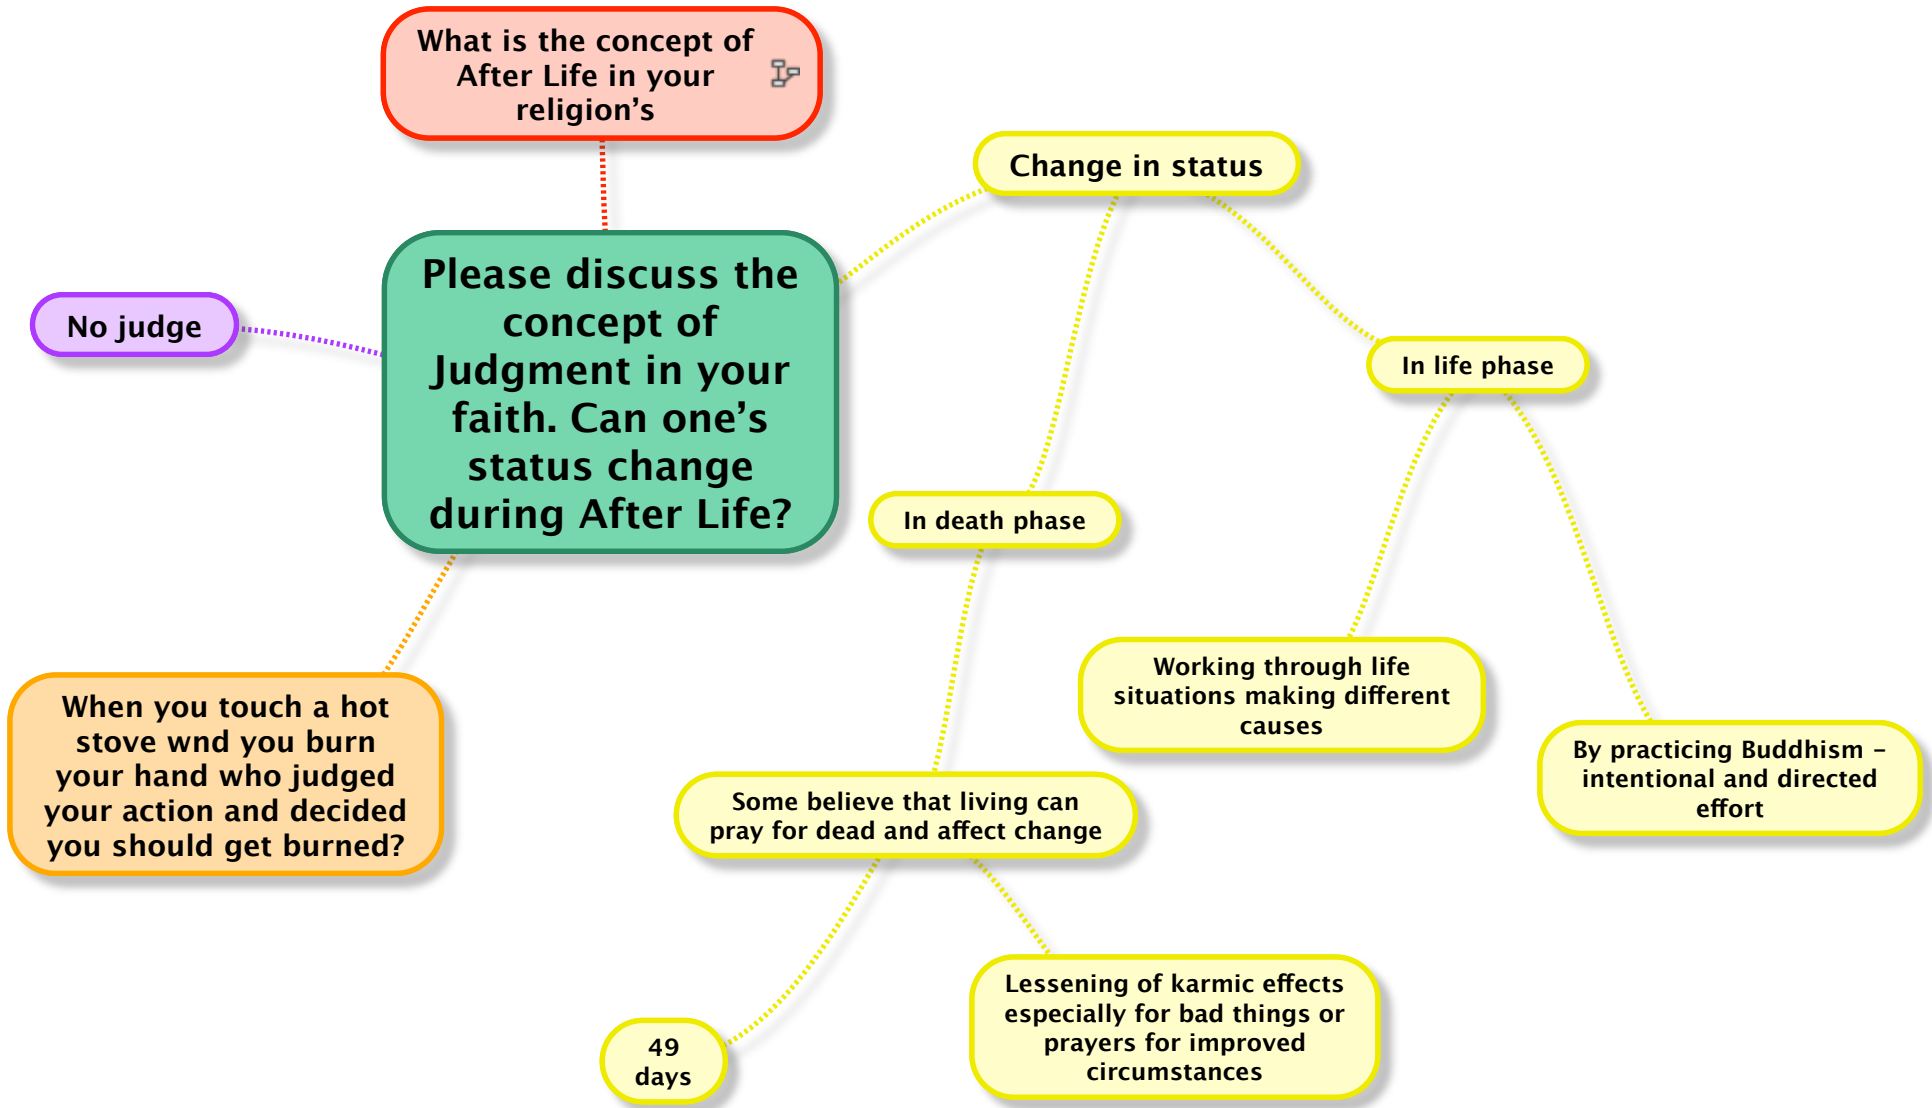 What is the concept of
After Life in your
religion’s
Change in status
Please discuss the
concept of
Judgment in your
faith. Can one’s
status change
during After Life?
No judge
In life phase
In death phase
Working through life
situations making different
causes
When you touch a hot
stove wnd you burn
your hand who judged
your action and decided
you should get burned?
By practicing Buddhism –
intentional and directed
effort
Some believe that living can
pray for dead and affect change
Lessening of karmic effects
especially for bad things or
prayers for improved
circumstances
49
days